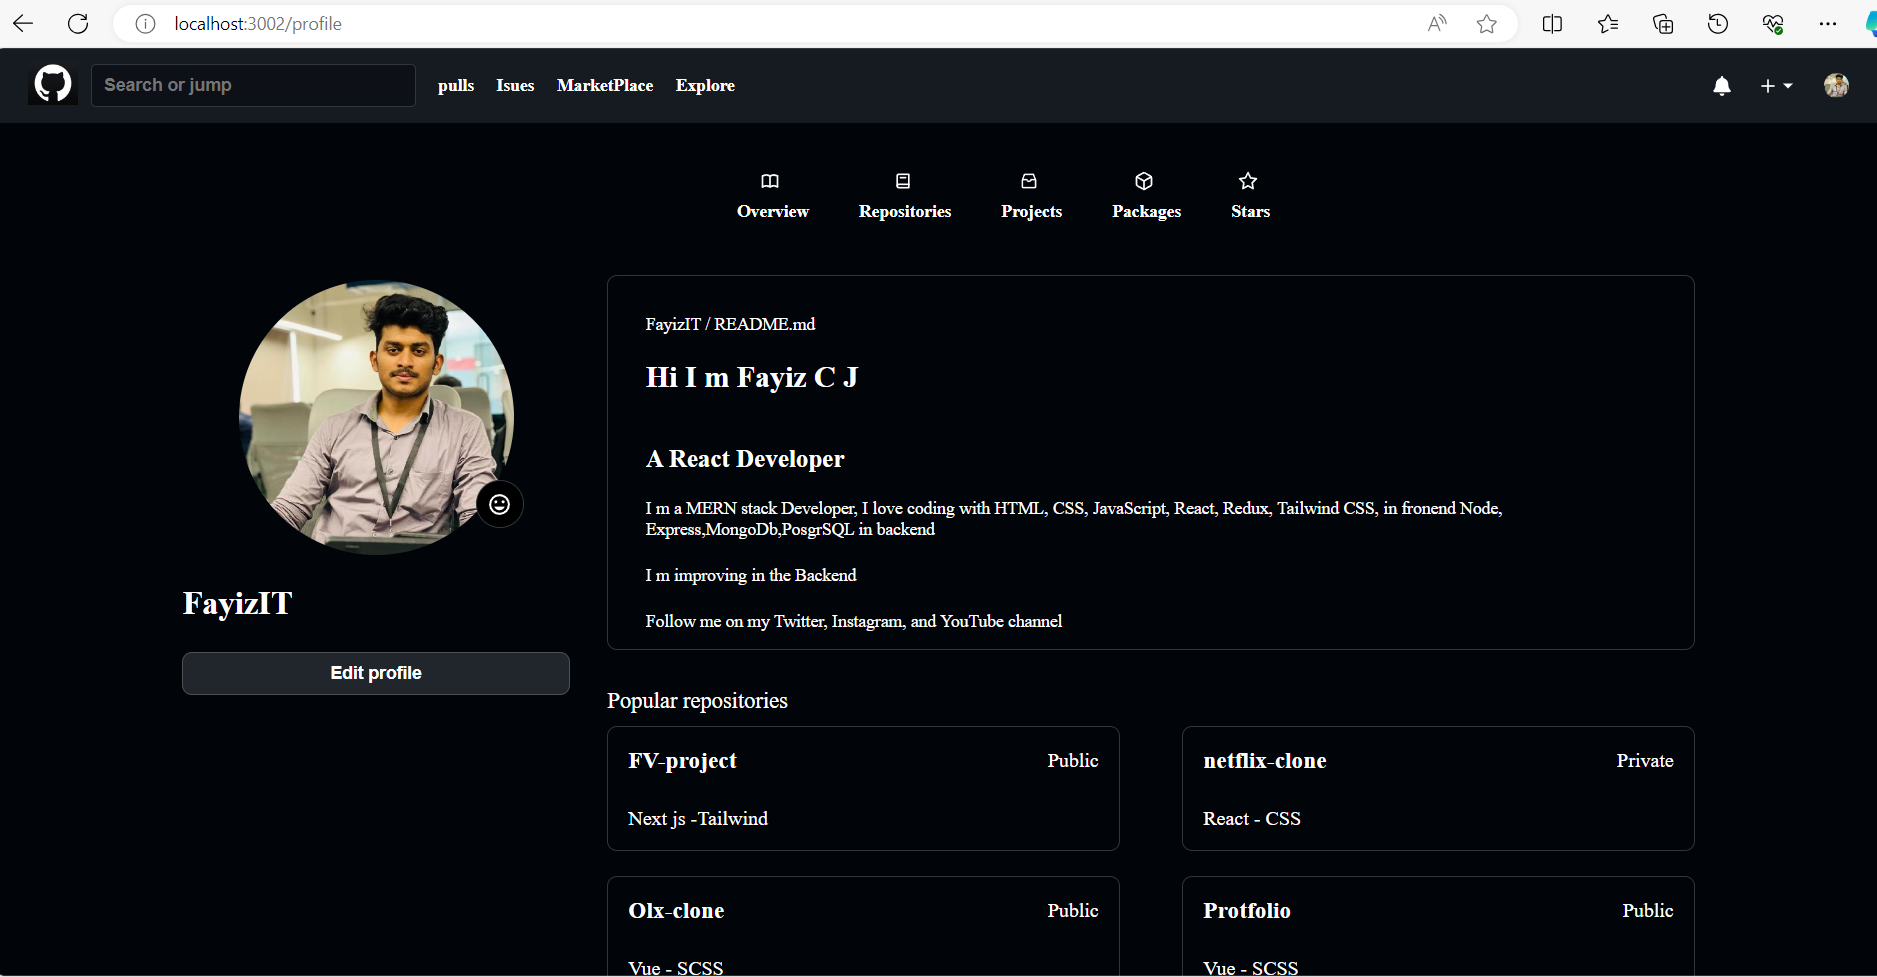 localhost:3002/profile
Search or jump
pulls Isues MarketPlace Explore
Overview Repositories Projects Packages Stars
FayizIT / README.md
Hi I m Fayiz C J
A React Developer
I m a MERN stack Developer, I love coding with HTML, CSS, JavaScript, React, Redux, Tailwind CSS, in fronend Node,
Express,MongoDb,PosgrSQL in backend
I m improving in the Backend
Follow me on my Twitter, Instagram, and YouTube channel
FayizIT
Edit profile
Popular repositories
FV-project Public
Next js -Tailwind
netflix-clone Private
React - CSS
Olx-clone Public
Vue - SCSS
Protfolio Public
Vue - SCSS